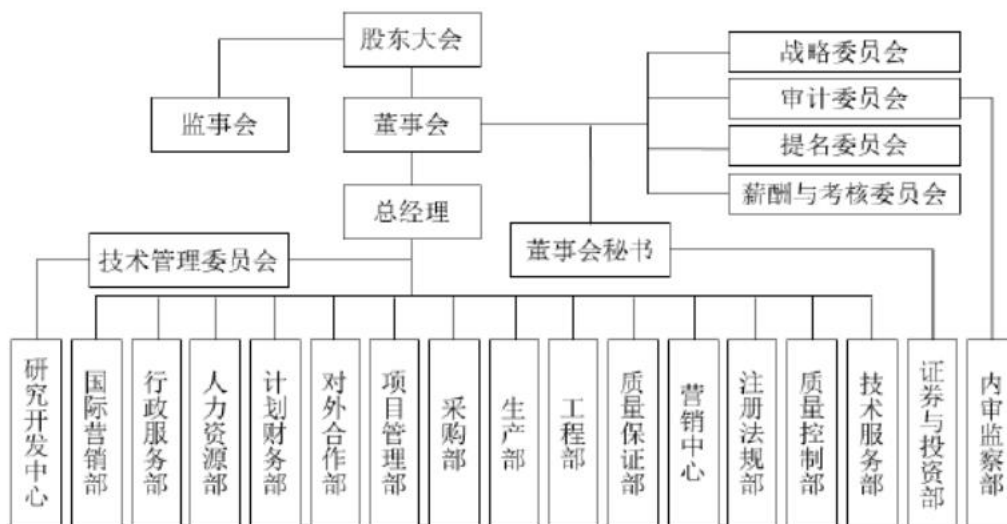 股东大会
战略委员会
监事会
董事会
审计委员会
提名委员会
总经理
薪酬与考核委员会
技术管理委员会
董事会秘书
研究开发中心
国际营销部
行政服务部
人力资源部
计划财务部
对外合作部
项目管理部
采购部
生产部
工程部
质量保证部
营销中心
注册法规部
质量控制部
技术服务部
证券与投资部
内审监察部